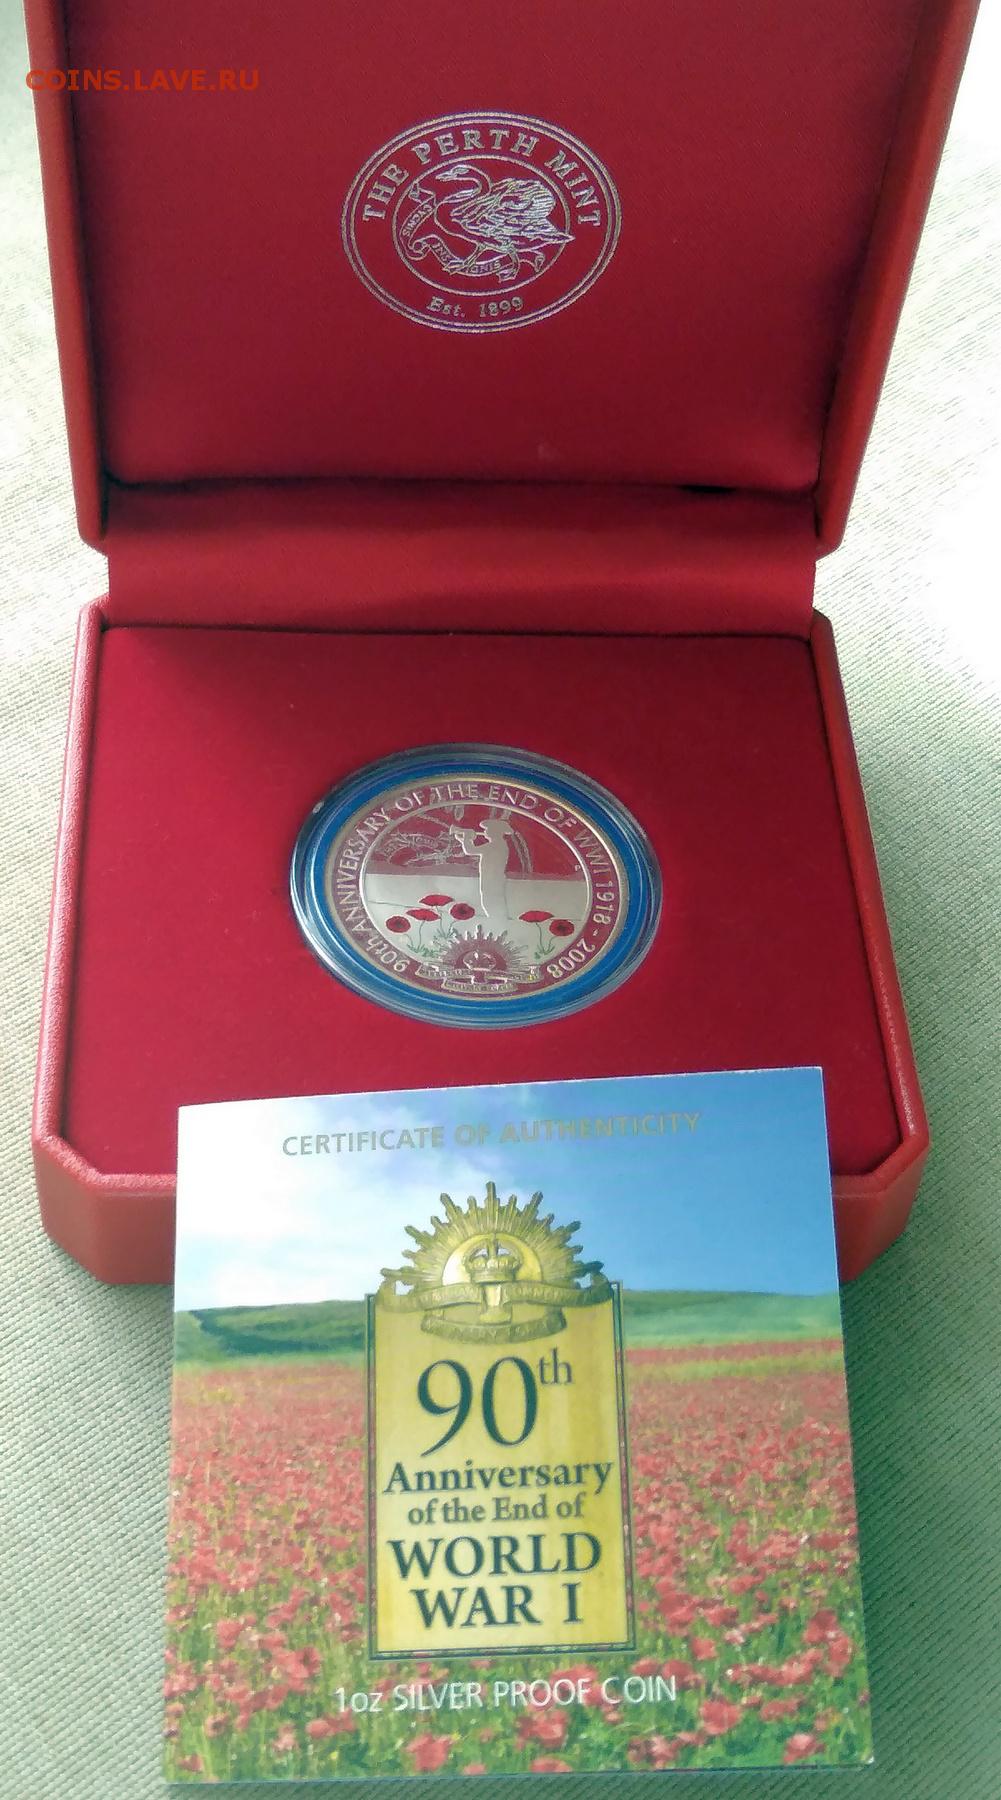 COINS.LAVE.RU
THE PERTH MINT
CYGNIS
Est. 1899
90th ANNIVERSARY OF THE END OF WWI 1918 - 2008
CERTIFICATE OF AUTHENTICITY
90th
Anniversary
of the End of
WORLD
WAR I
1oz SILVER PROOF COIN